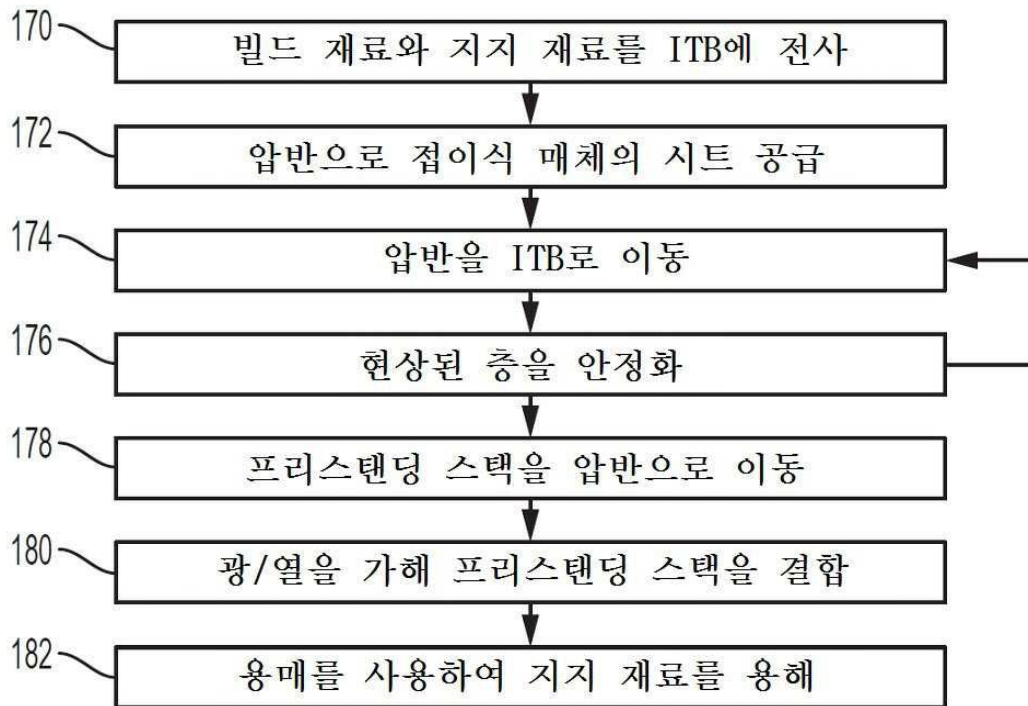 170
빌드 재료와 지지 재료를 ITB에 전사
172
압반으로 접이식 매체의 시트 공급
174
압반을 ITB로 이동
176
현상된 층을 안정화
178
프리스탠딩 스택을 압반으로 이동
180
광/열을 가해 프리스탠딩 스택을 결합
182
용매를 사용하여 지지 재료를 용해